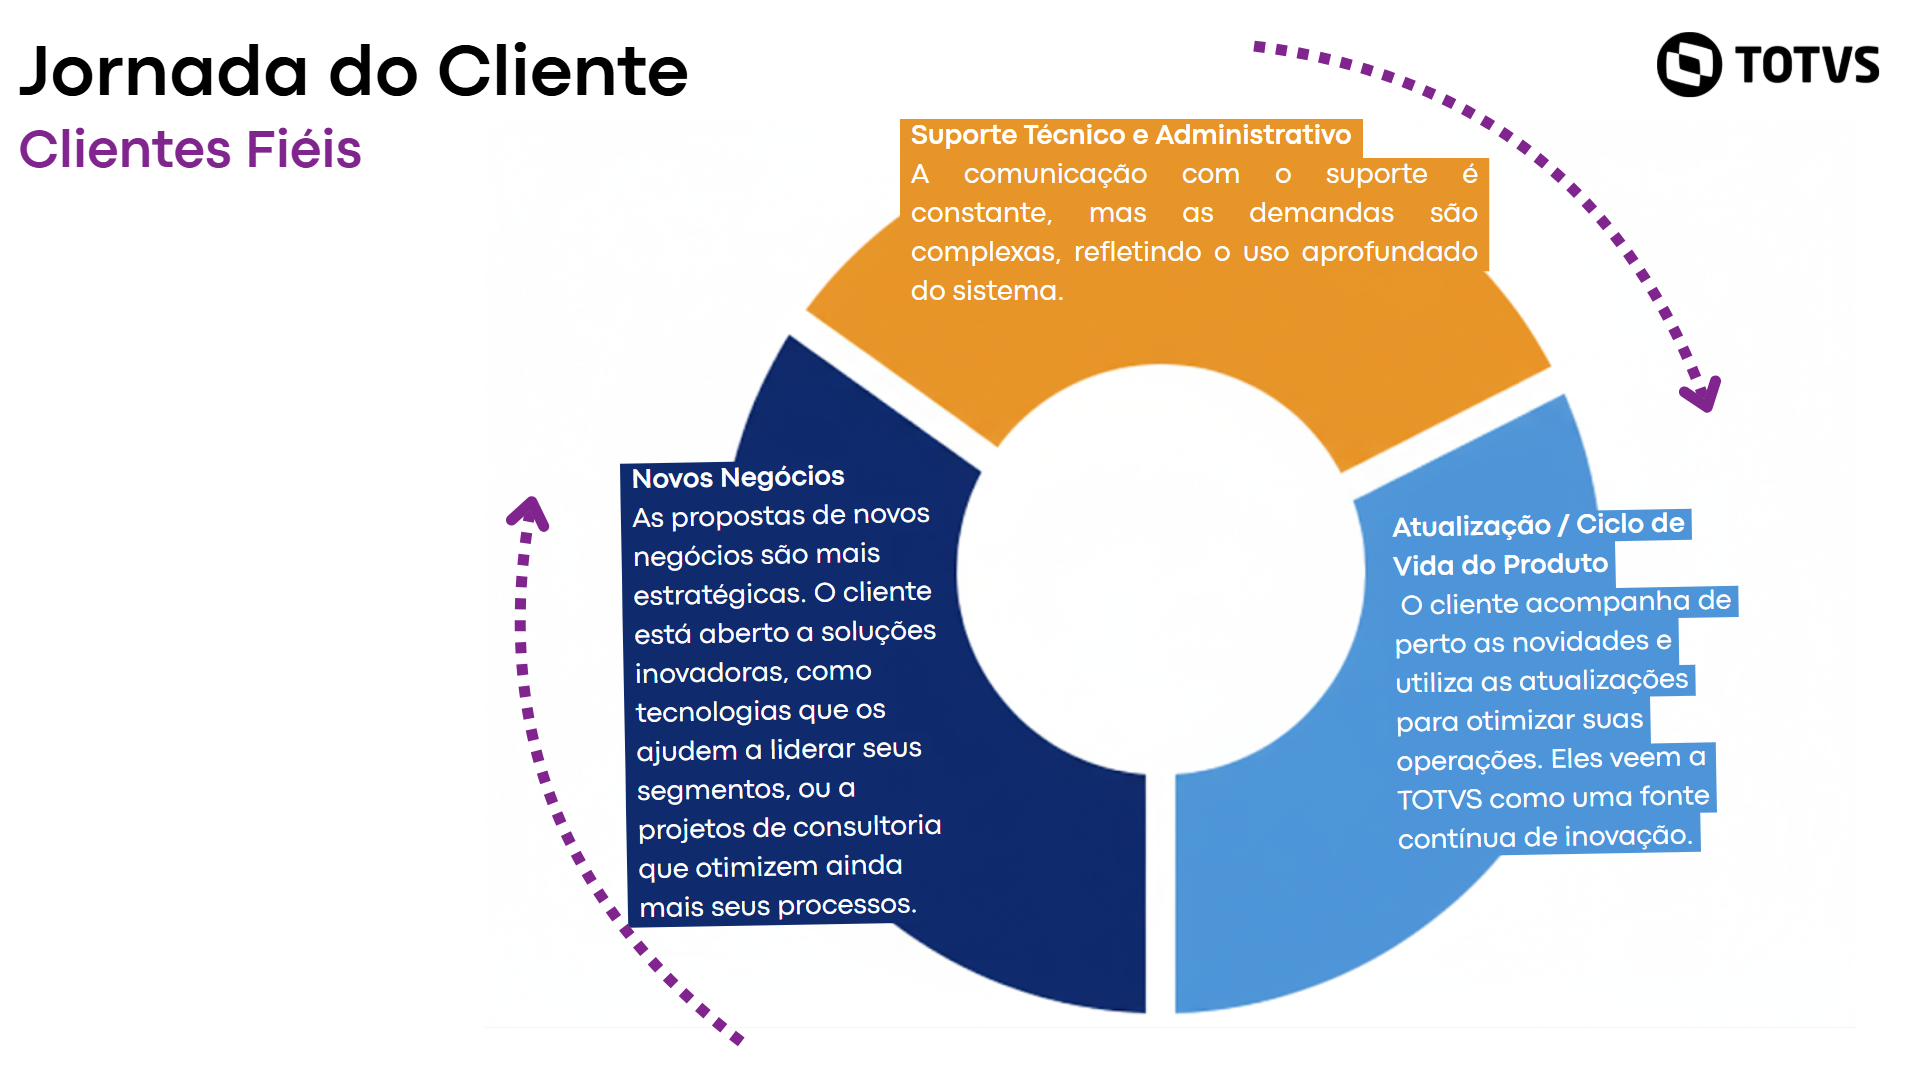 Jornada do Cliente
Clientes Fiéis
TOTVS
Suporte Técnico e Administrativo
A comunicação com o suporte é
constante, mas as demandas são
complexas, refletindo o uso aprofundado
do sistema.
Novos Negócios
As propostas de novos
negócios são mais
estratégicas. O cliente
está aberto a soluções
inovadoras, como
tecnologias que os
ajudem a liderar seus
segmentos, ou a
projetos de consultoria
que otimizem ainda
mais seus processos.
Atualização / Ciclo de
Vida do Produto
O cliente acompanha de
perto as novidades e
utiliza as atualizações
para otimizar suas
operações. Eles veem a
TOTVS como uma fonte
contínua de inovação.